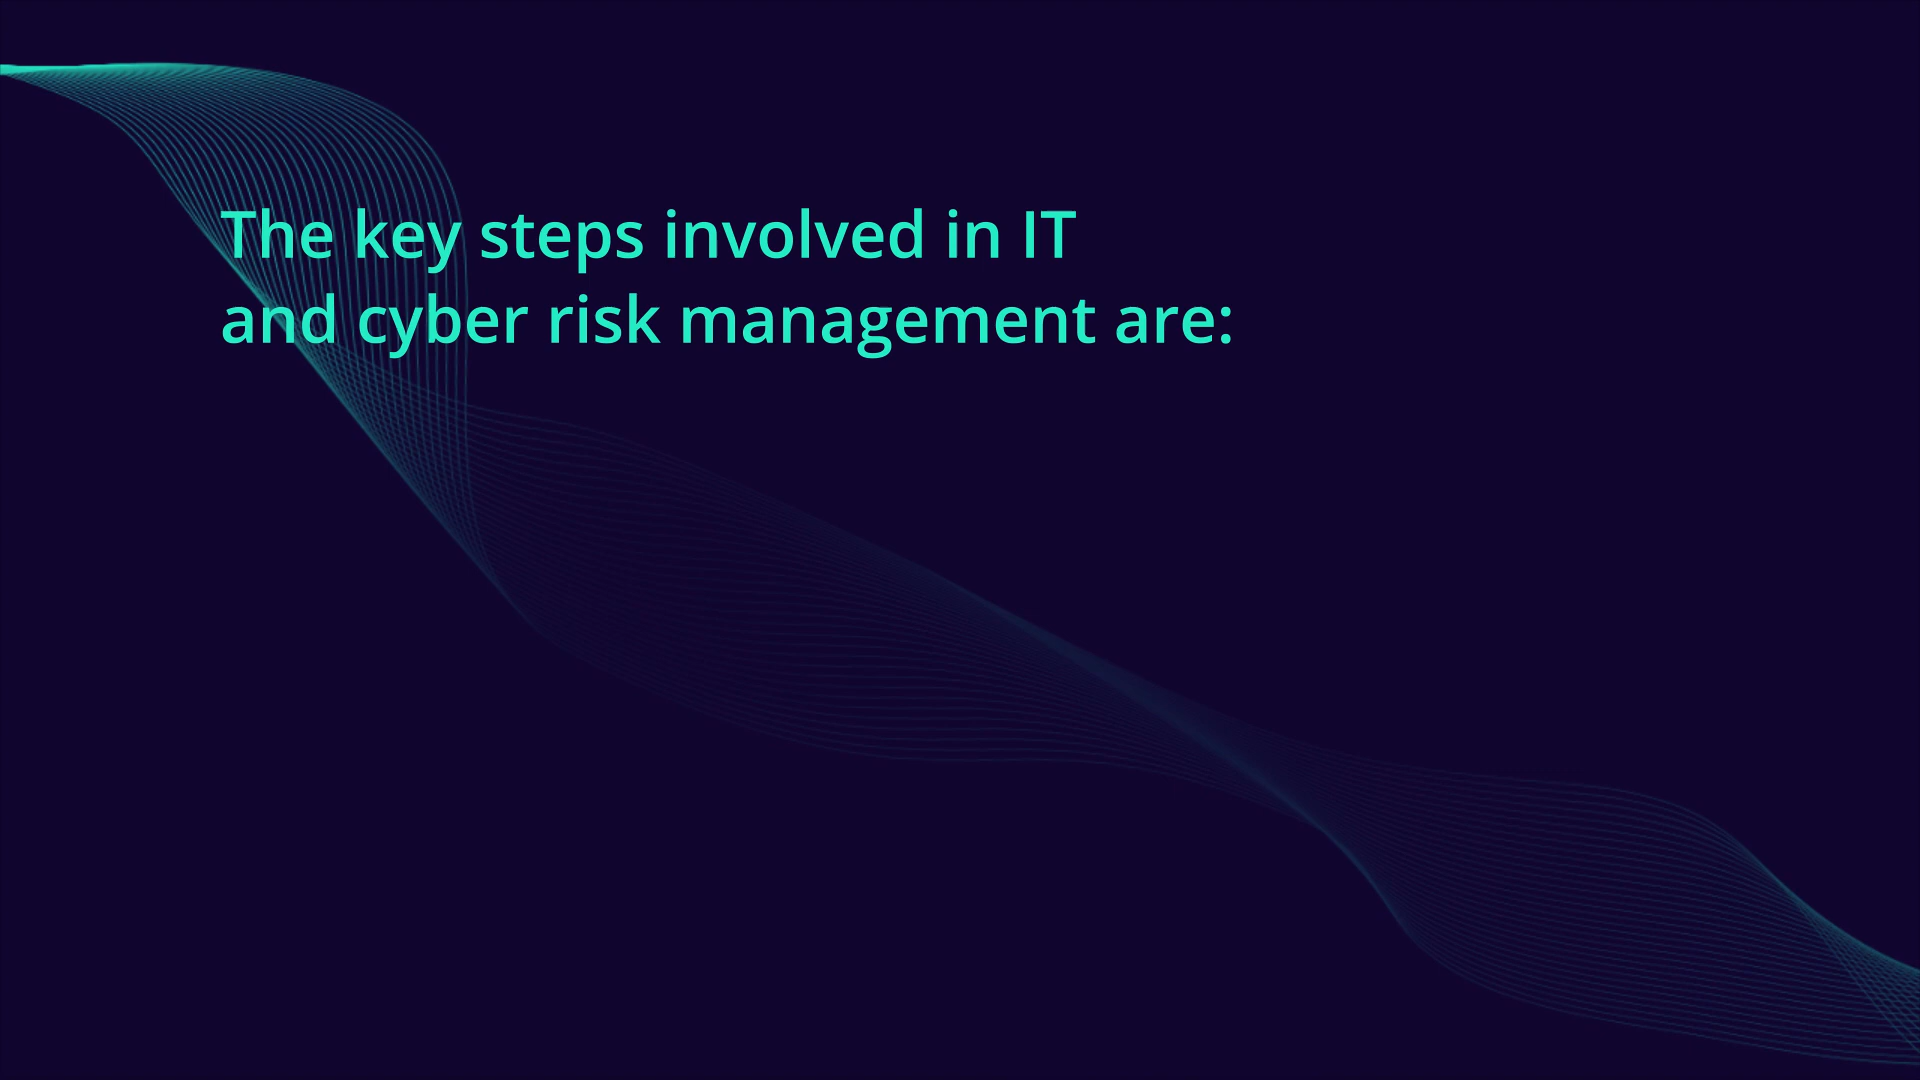 The key steps involved in IT
and cyber risk management are: